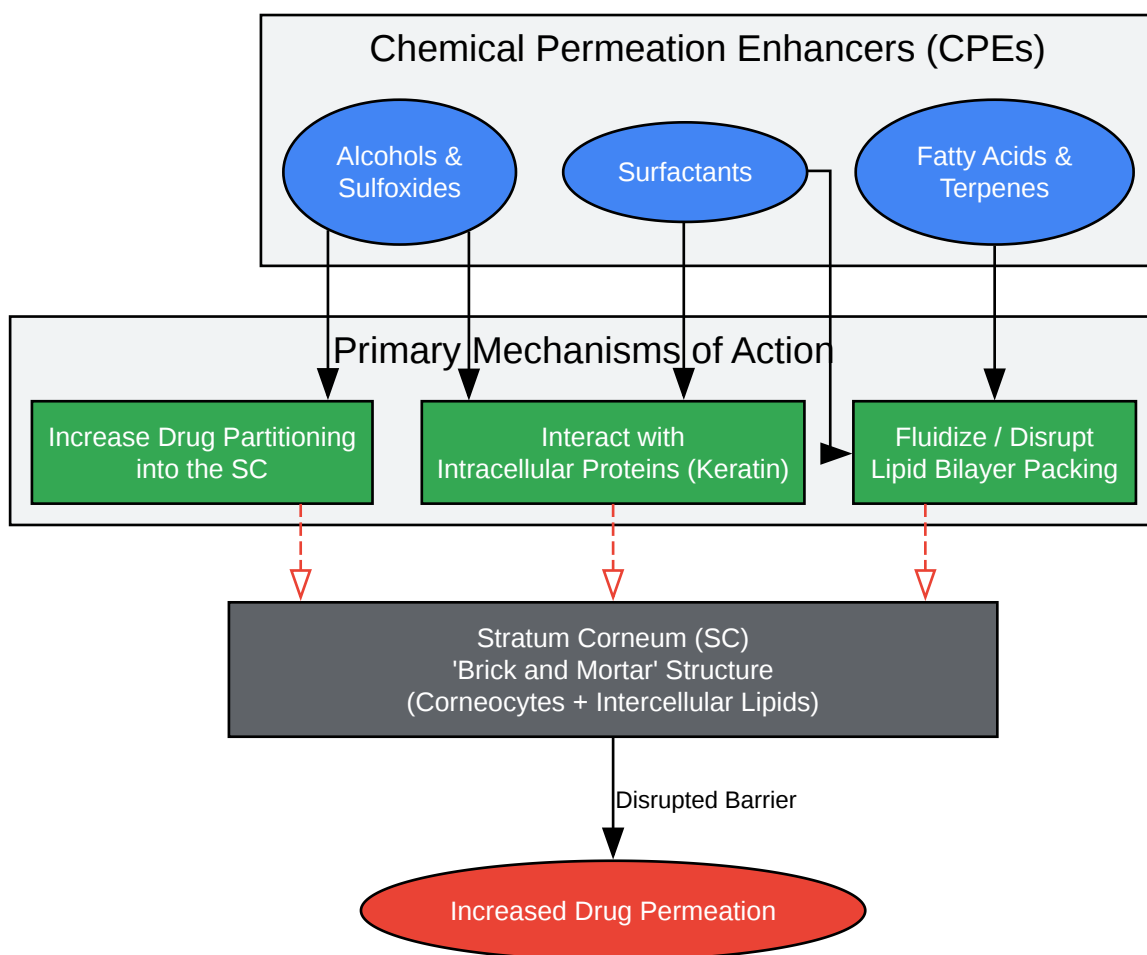 Chemical Permeation Enhancers (CPEs)
Alcohols &
Sulfoxides
Surfactants
Fatty Acids &
Terpenes
Primary Mechanisms of Action
Increase Drug Partitioning
into the SC
Interact with
Intracellular Proteins (Keratin)
Fluidize / Disrupt
Lipid Bilayer Packing
Stratum Corneum (SC)
'Brick and Mortar' Structure
(Corneocytes + Intercellular Lipids)
Disrupted Barrier
Increased Drug Permeation